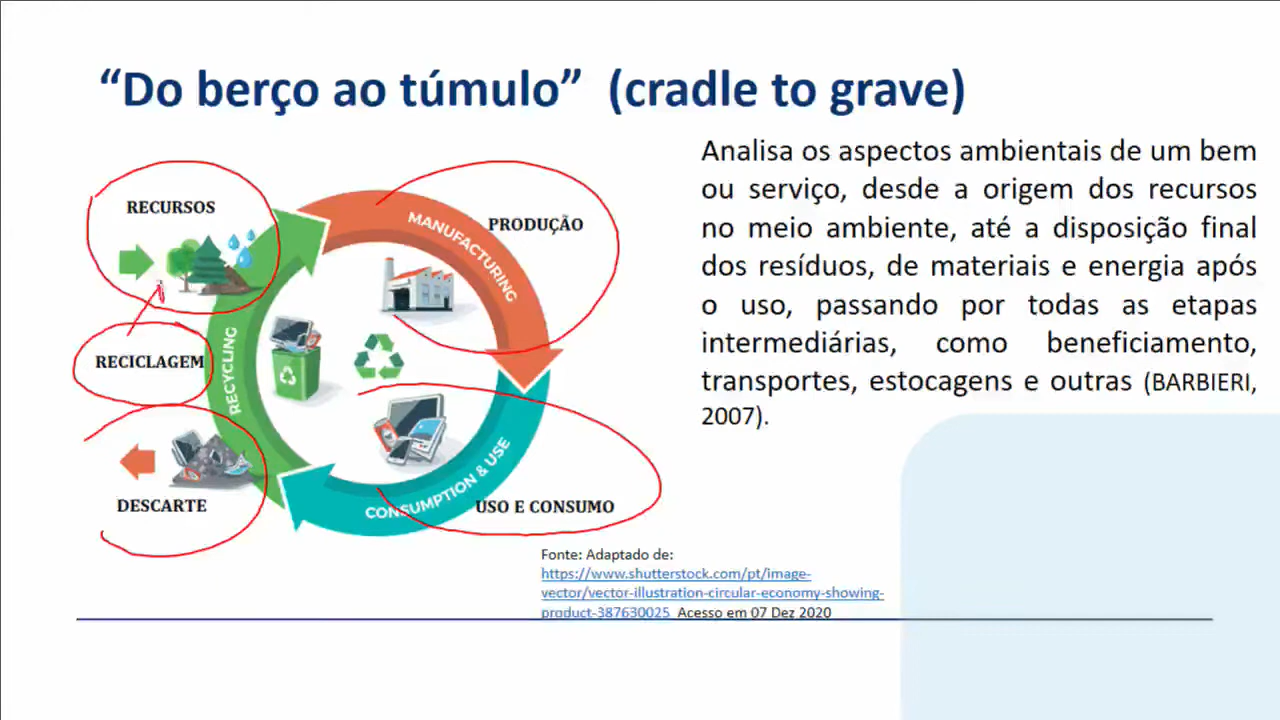 “Do berço ao túmulo” (cradle to grave)
RECURSOS
MANUFACTURING
PRODUÇÃO
RECICLAGEM
RECYCLING
DESCARTE
CONSUMPTION & USE
USO E CONSUMO
Analisa os aspectos ambientais de um bem
ou serviço, desde a origem dos recursos
no meio ambiente, até a disposição final
dos resíduos, de materiais e energia após
o uso, passando por todas as etapas
intermediárias, como beneficiamento,
transportes, estocagens e outras (BARBIERI,
2007).
Fonte: Adaptado de:
https://www.shutterstock.com/pt/image-
vector/vector-illustration-circular-economy-showing-
product-387630025 Acesso em 07 Dez 2020